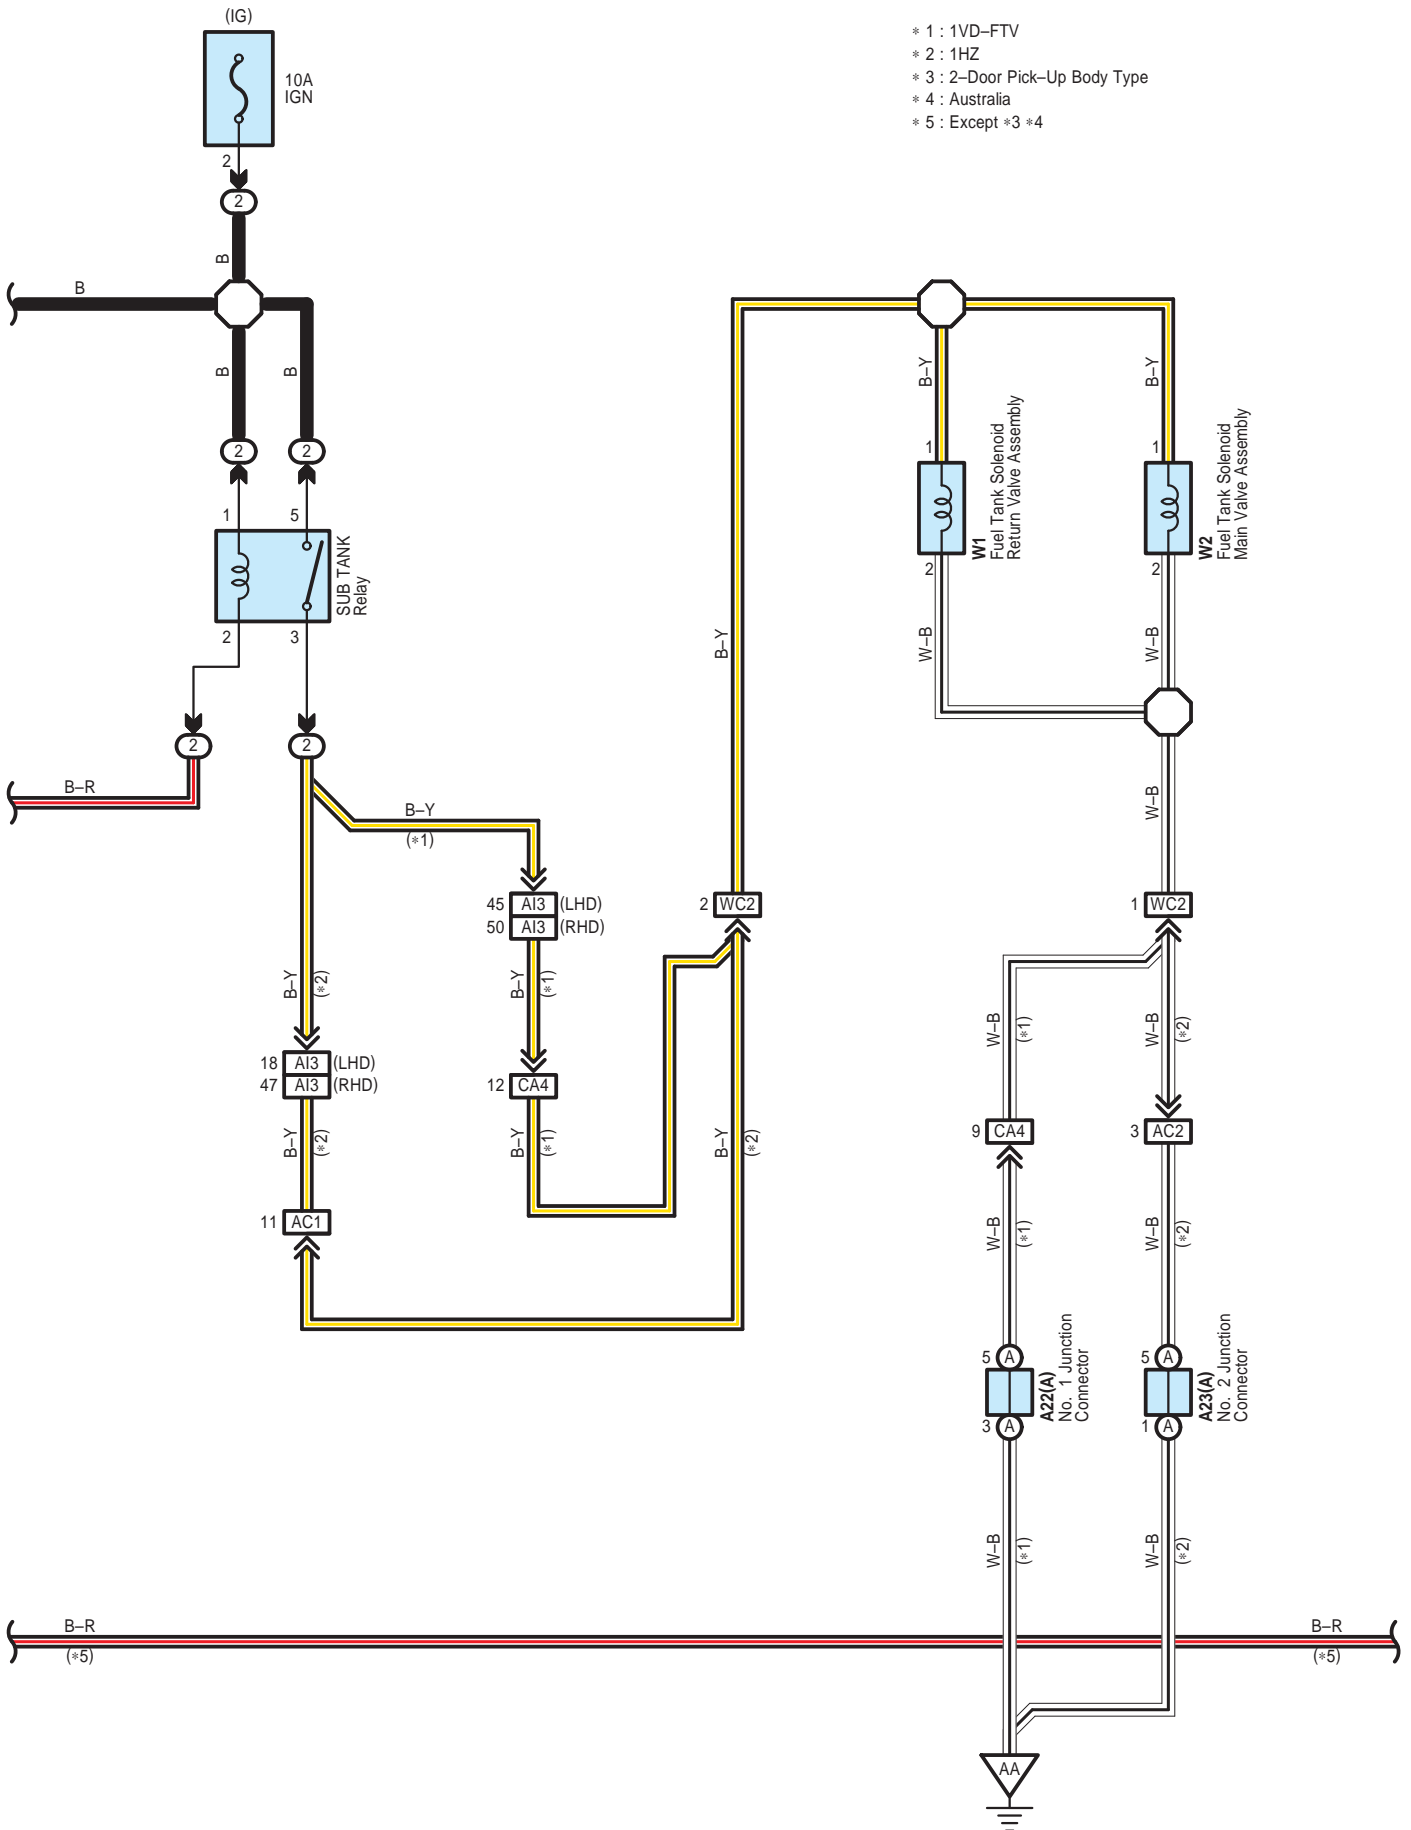 (IG)
10A
IGN
2
2
B
B
B
B
2
2
1
5
SUB TANK
Relay
2
3
2
2
B–R
B–Y
(*1)
45 AI3 (LHD)
50 AI3 (RHD)
B–Y
(*2)
B–Y
(*1)
18 AI3 (LHD)
47 AI3 (RHD)
12 CA4
B–Y
(*2)
B–Y
(*1)
11 AC1
* 1 : 1VD–FTV
* 2 : 1HZ
* 3 : 2–Door Pick–Up Body Type
* 4 : Australia
* 5 : Except *3 *4
B–Y
B–Y
B–Y
1
W1
Fuel Tank Solenoid
Return Valve Assembly
2
1
W2
Fuel Tank Solenoid
Main Valve Assembly
2
W–B
W–B
W–B
2 WC2
1 WC2
B–Y
(*2)
W–B
(*1)
W–B
(*2)
9 CA4
3 AC2
W–B
(*1)
W–B
(*2)
5 A
A22(A)
No. 1 Junction
Connector
3 A
5 A
A23(A)
No. 2 Junction
Connector
1 A
W–B
(*1)
W–B
(*2)
B–R
(*5)
B–R
(*5)
AA